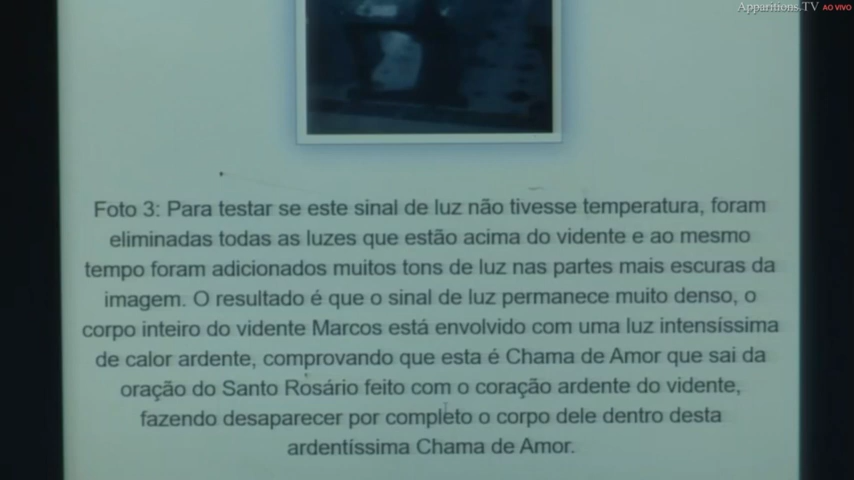 Apparitions.TV AO VIVO
Foto 3: Para testar se este sinal de luz não tivesse temperatura, foram
eliminadas todas as luzes que estão acima do vidente e ao mesmo
tempo foram adicionados muitos tons de luz nas partes mais escuras da
imagem. O resultado é que o sinal de luz permanece muito denso, o
corpo inteiro do vidente Marcos está envolvido com uma luz intensíssima
de calor ardente, comprovando que esta é Chama de Amor que sai da
oração do Santo Rosário feito com o coração ardente do vidente,
fazendo desaparecer por completo o corpo dele dentro desta
ardentíssima Chama de Amor.